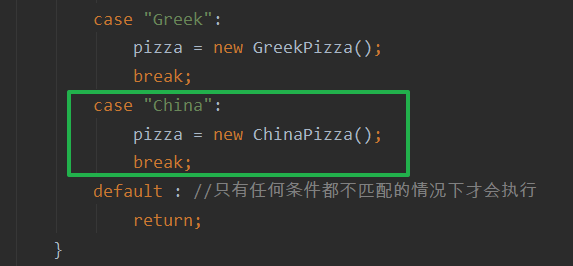 case "Greek":
pizza = new GreekPizza();
break;
case "China":
pizza = new ChinaPizza();
break;
default : //只有任何条件都不匹配的情况下才会执行
return;
}